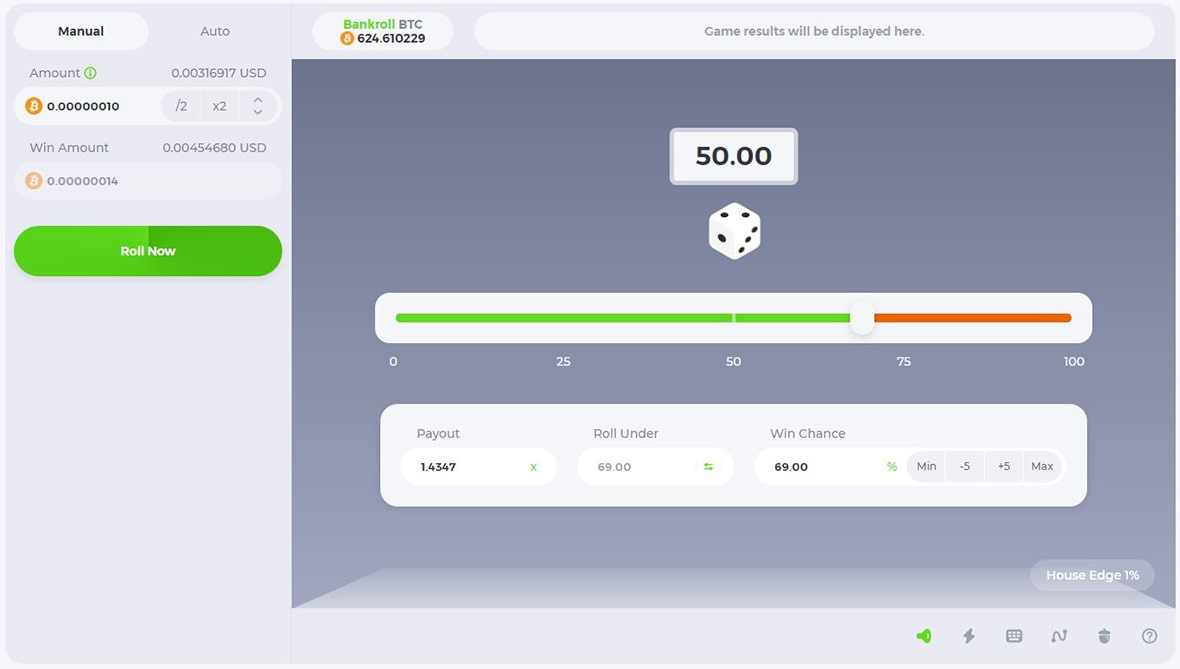 Manual
Auto
Amount
0.00316917 USD
0.00000010
/2
x2
Win Amount
0.00454680 USD
0.00000014
Roll Now
Bankroll BTC
624.610229
Game results will be displayed here.
50.00
0
25
50
75
100
Payout
1.4347
x
Roll Under
69.00
Win Chance
69.00
%
Min
-5
+5
Max
House Edge 1%